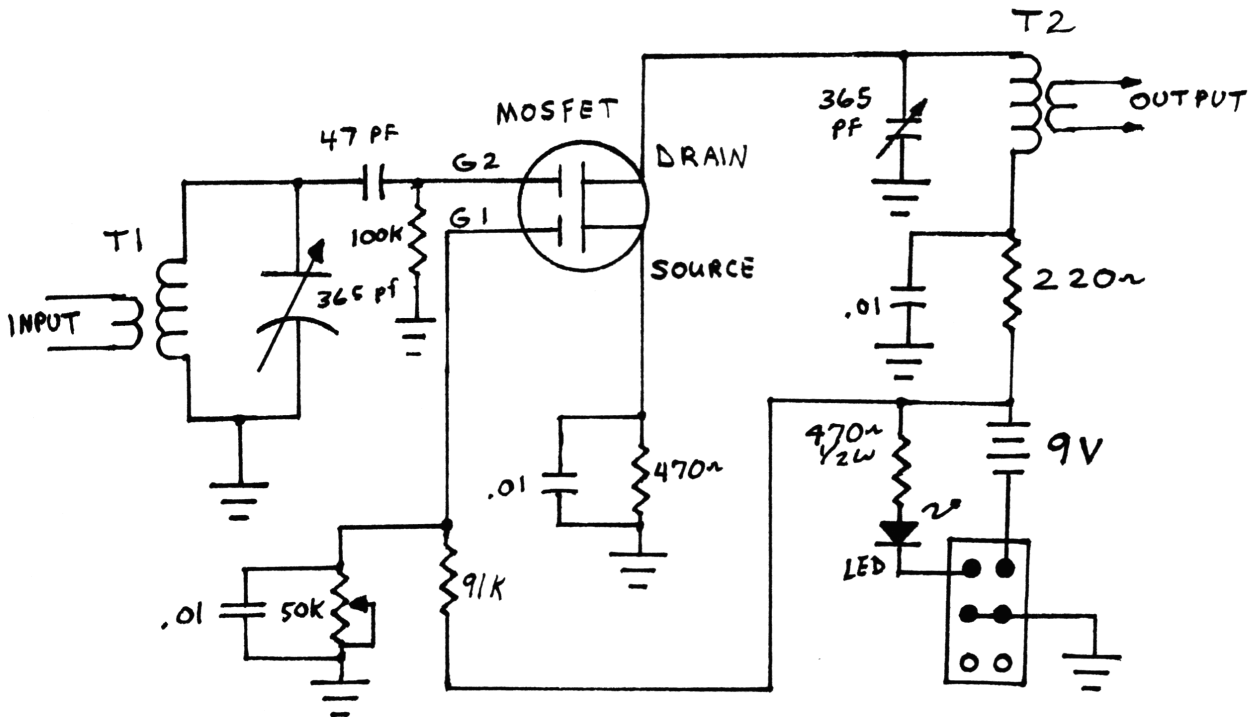 T2
MOSFET
365
PF
OUTPUT
47 PF
G2
DRAIN
T1
100K
G1
365 pf
SOURCE
INPUT
.01
220~
470~
1/2W
9V
.01
470~
LED
.01
50K
91K